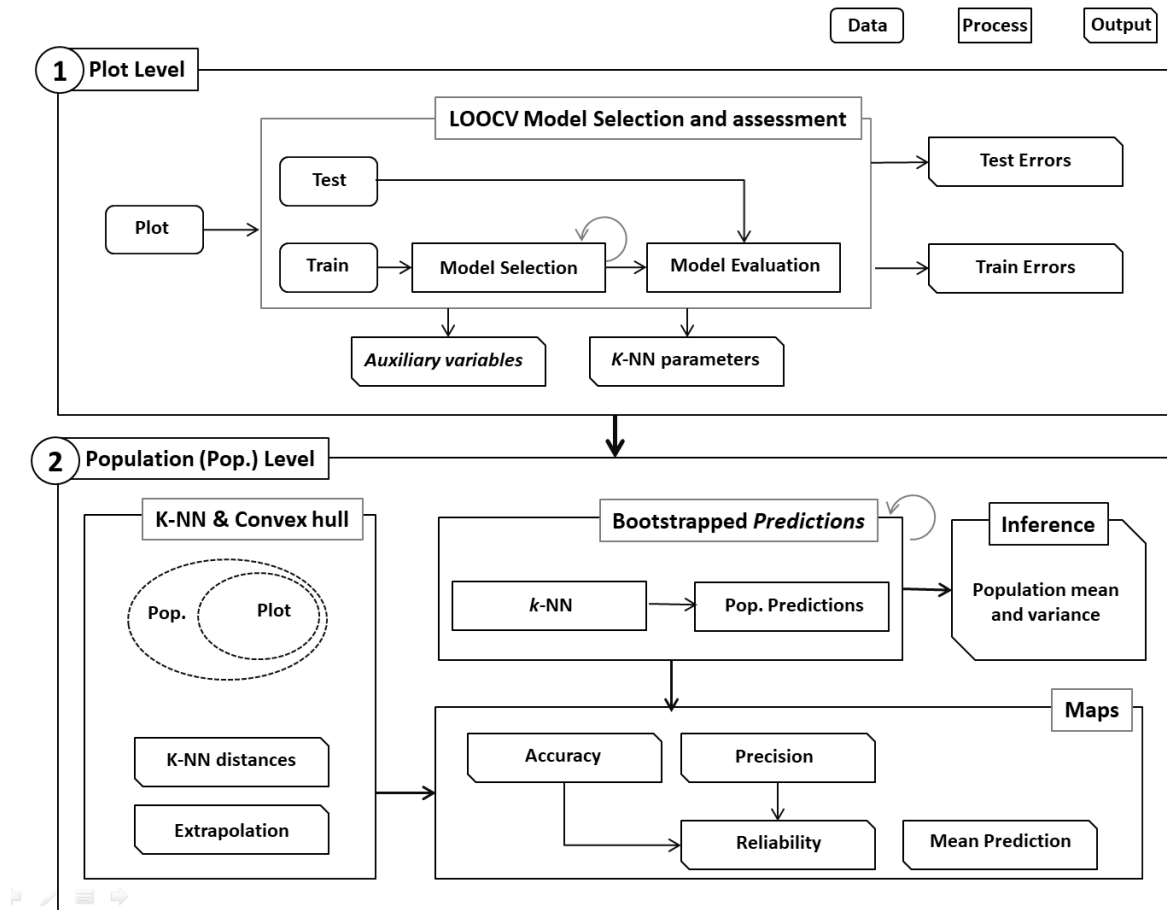 Data
Process
Output
1
Plot Level
LOOCV Model Selection and assessment
Test
Train
Plot
Model Selection
Model Evaluation
Test Errors
Train Errors
Auxiliary variables
K-NN parameters
2
Population (Pop.) Level
K-NN & Convex hull
Pop.
Plot
K-NN distances
Extrapolation
Bootstrapped Predictions
k-NN
Pop. Predictions
Inference
Population mean
and variance
Maps
Accuracy
Precision
Reliability
Mean Prediction